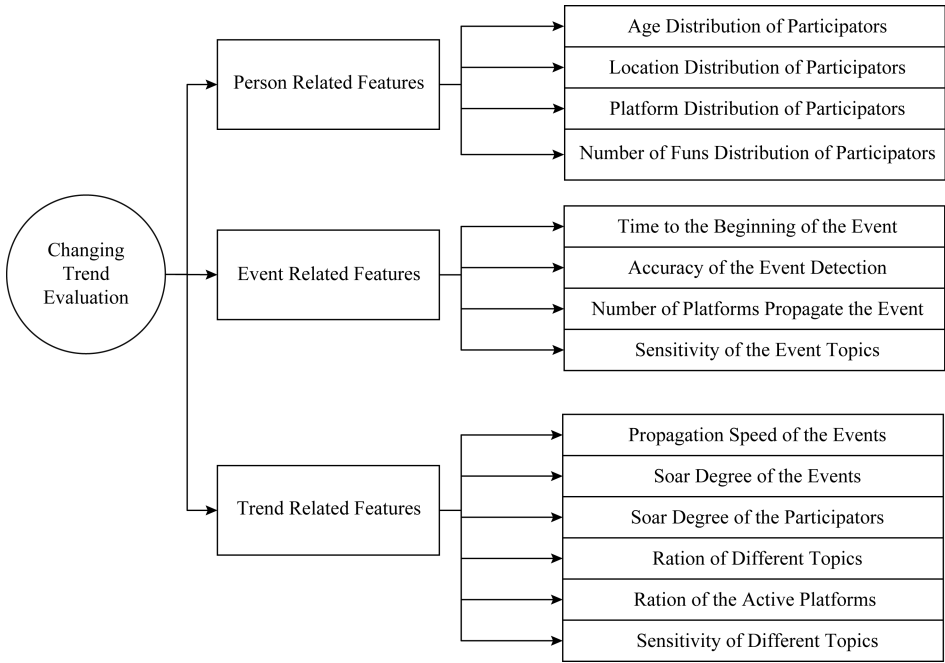 Changing
Trend
Evaluation
Person Related Features
Age Distribution of Participators
Location Distribution of Participators
Platform Distribution of Participators
Number of Funs Distribution of Participators
Event Related Features
Time to the Beginning of the Event
Accuracy of the Event Detection
Number of Platforms Propagate the Event
Sensitivity of the Event Topics
Trend Related Features
Propagation Speed of the Events
Soar Degree of the Events
Soar Degree of the Participators
Ration of Different Topics
Ration of the Active Platforms
Sensitivity of Different Topics